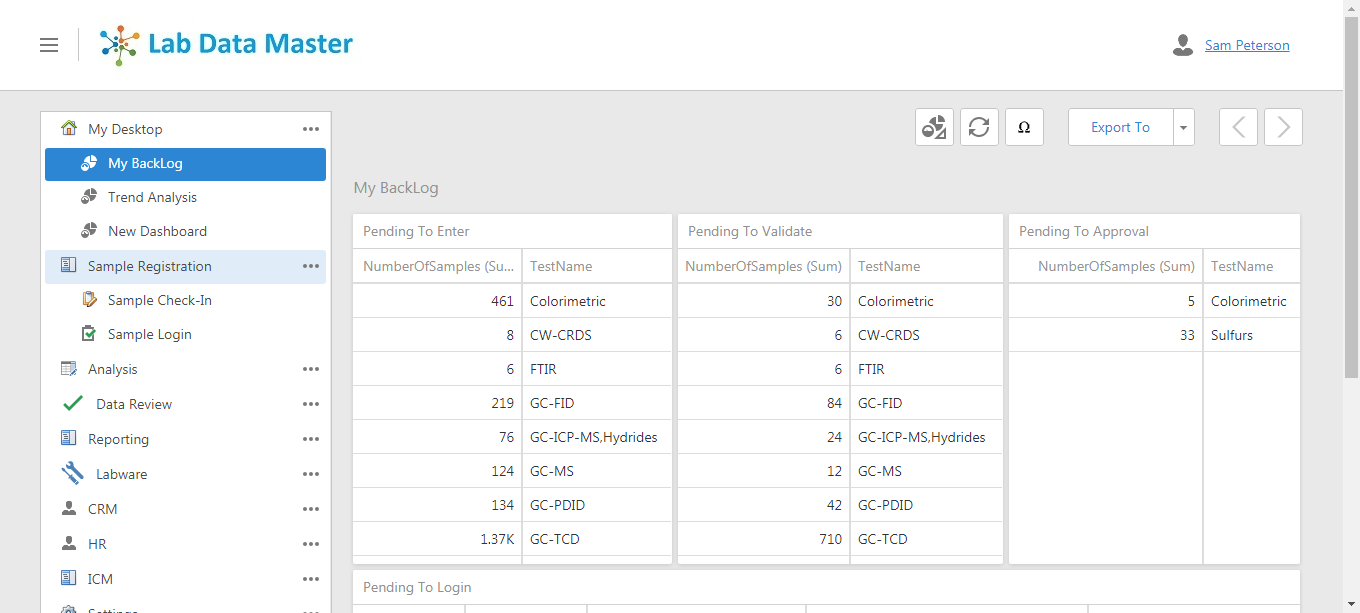 Lab Data Master
Sam Peterson
My Desktop
My BackLog
Trend Analysis
New Dashboard
Sample Registration
Sample Check-In
Sample Login
Analysis
Data Review
Reporting
Labware
CRM
HR
ICM
Settings
Ω
Export To
My BackLog
Pending To Enter
NumberOfSamples (Su... TestName
461 Colorimetric
8 CW-CRDS
6 FTIR
219 GC-FID
76 GC-ICP-MS,Hydrides
124 GC-MS
134 GC-PDID
1.37K GC-TCD
Pending To Validate
NumberOfSamples (Sum) TestName
30 Colorimetric
6 CW-CRDS
6 FTIR
84 GC-FID
24 GC-ICP-MS,Hydrides
12 GC-MS
42 GC-PDID
710 GC-TCD
Pending To Approval
NumberOfSamples (Sum) TestName
5 Colorimetric
33 Sulfurs
Pending To Login